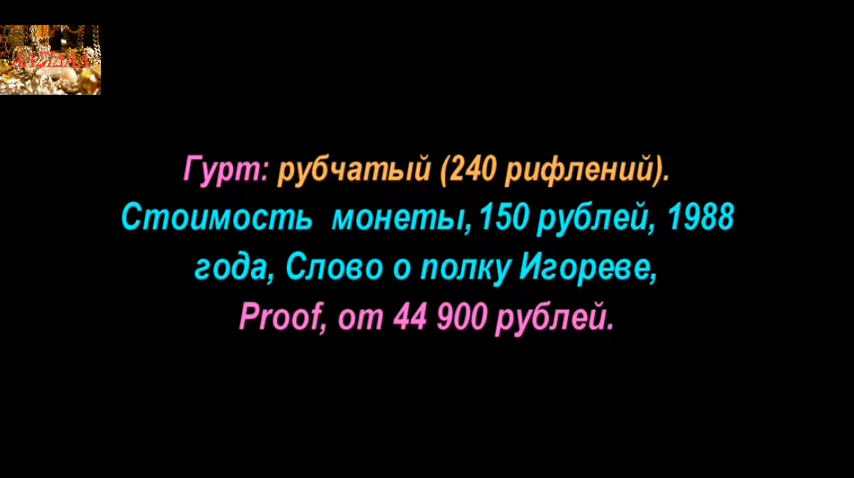 Гурт: рубчатый (240 рифлений).
Стоимость монеты, 150 рублей, 1988
года, Слово о полку Игореве,
Proof, от 44 900 рублей.